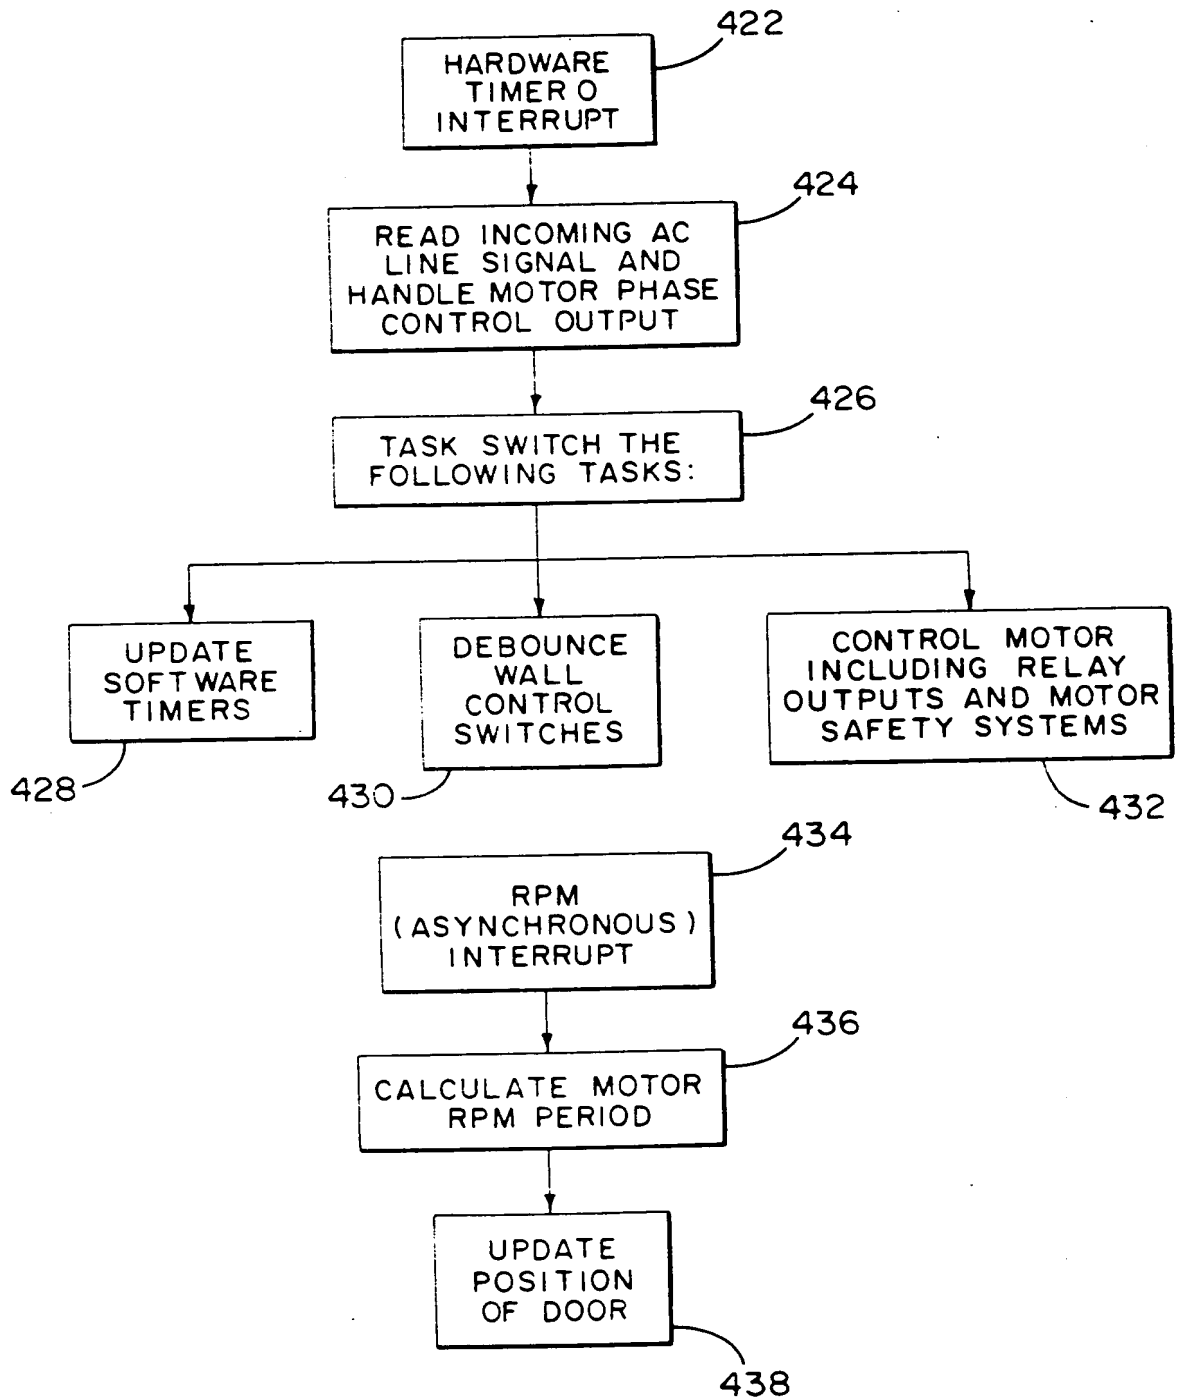 422
HARDWARE
TIMER 0
INTERRUPT
424
READ INCOMING AC
LINE SIGNAL AND
HANDLE MOTOR PHASE
CONTROL OUTPUT
426
TASK SWITCH THE
FOLLOWING TASKS:
UPDATE
SOFTWARE
TIMERS
428
DEBOUNCE
WALL
CONTROL
SWITCHES
430
CONTROL MOTOR
INCLUDING RELAY
OUTPUTS AND MOTOR
SAFETY SYSTEMS
432
434
RPM
(ASYNCHRONOUS)
INTERRUPT
436
CALCULATE MOTOR
RPM PERIOD
UPDATE
POSITION
OF DOOR
438